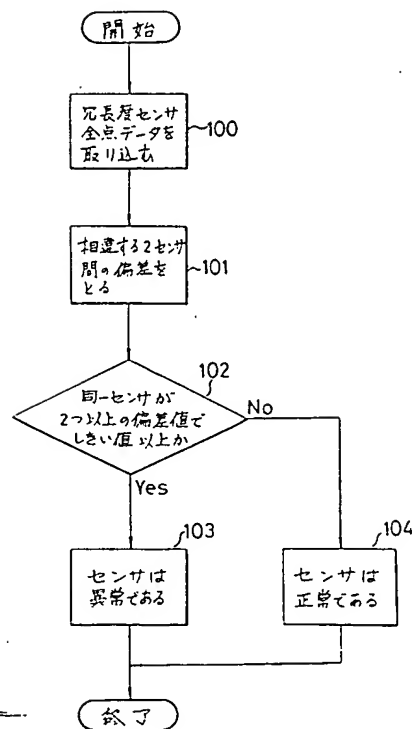 開始
冗長度センサ
全点データを
取り込む
100
相違する2センサ
間の偏差を
とる
101
102
同一センサが
2つ以上の偏差値で
しきい値以上か
No
Yes
103
センサは
異常である
104
センサは
正常である
終了